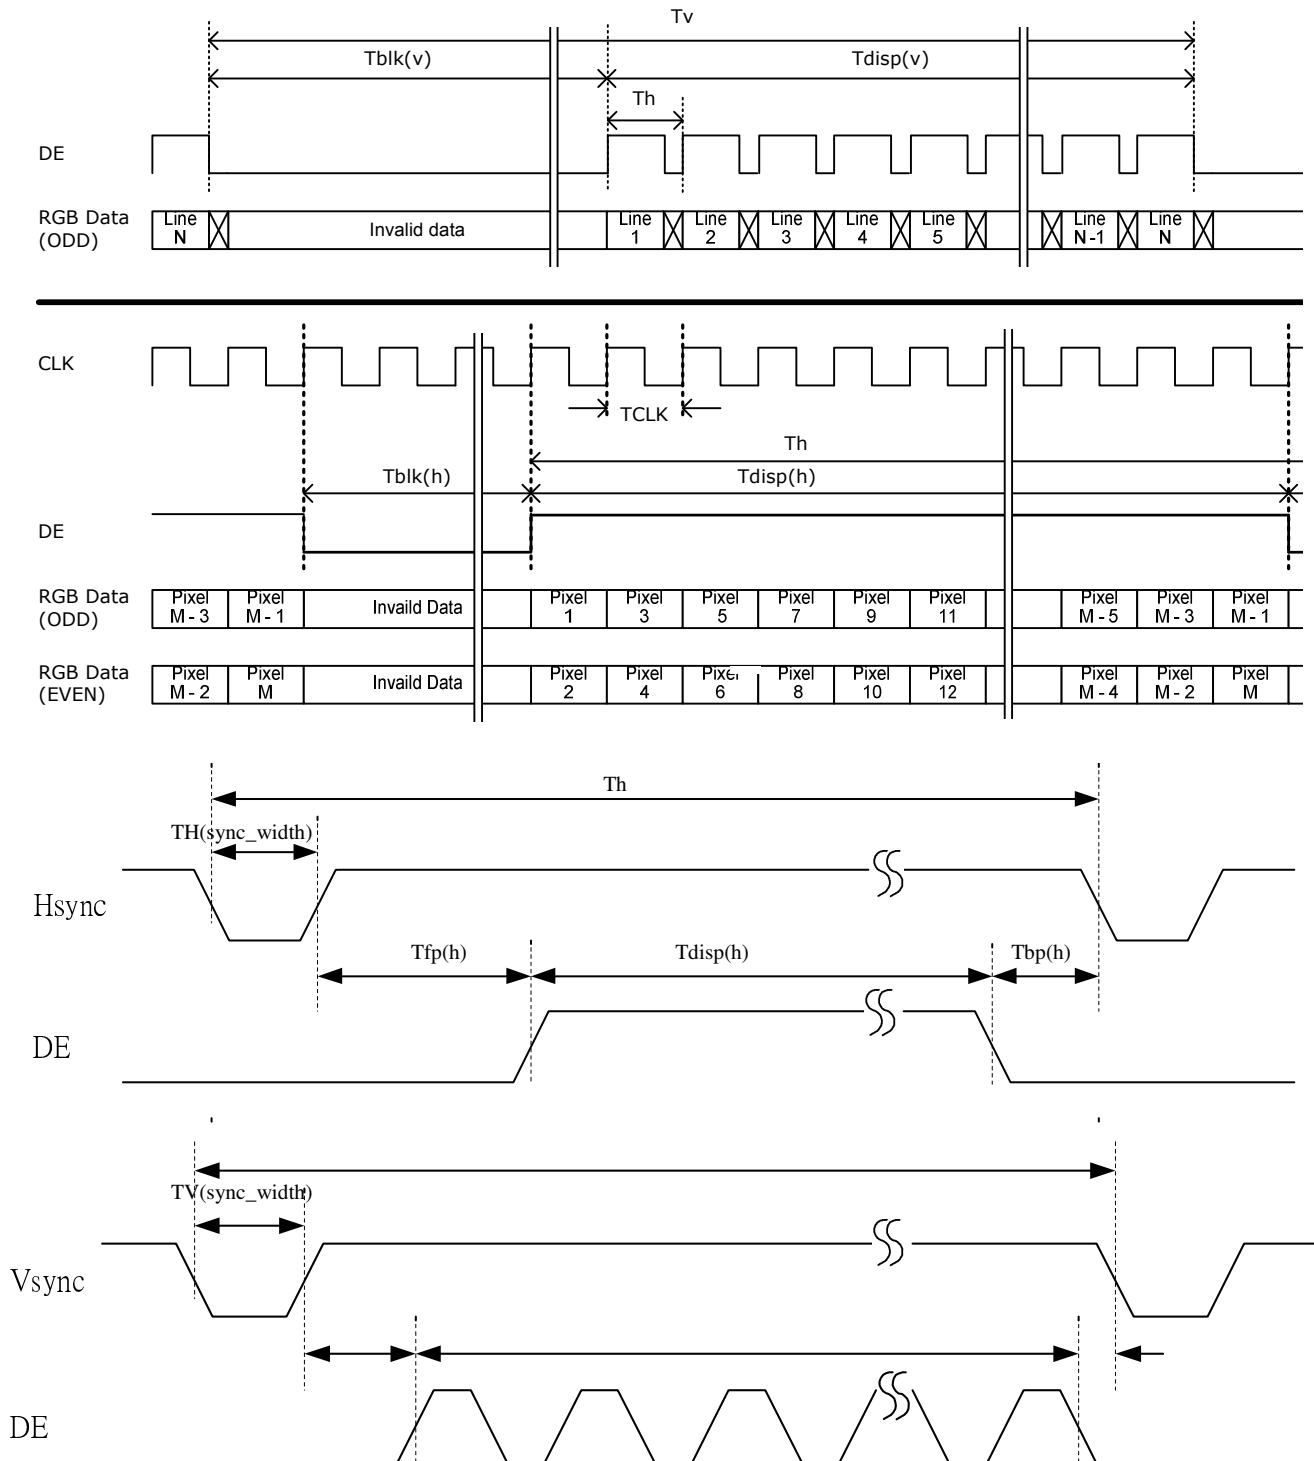 Tv
Tblk(v) Tdisp(v)
Th
DE
RGB Data (ODD)
Line N Invalid data Line 1 Line 2 Line 3 Line 4 Line 5 Line N-1 Line N
CLK
TCLK
Th
Tblk(h) Tdisp(h)
DE
RGB Data (ODD)
Pixel M - 3 Pixel M - 1 Invaild Data Pixel 1 Pixel 3 Pixel 5 Pixel 7 Pixel 9 Pixel 11 Pixel M - 5 Pixel M - 3 Pixel M - 1
RGB Data (EVEN)
Pixel M - 2 Pixel M Invaild Data Pixel 2 Pixel 4 Pixel 6 Pixel 8 Pixel 10 Pixel 12 Pixel M - 4 Pixel M - 2 Pixel M
Th
TH(sync_width)
Hsync
Tfp(h) Tdisp(h) Tbp(h)
DE
TV(sync_width)
Vsync
DE